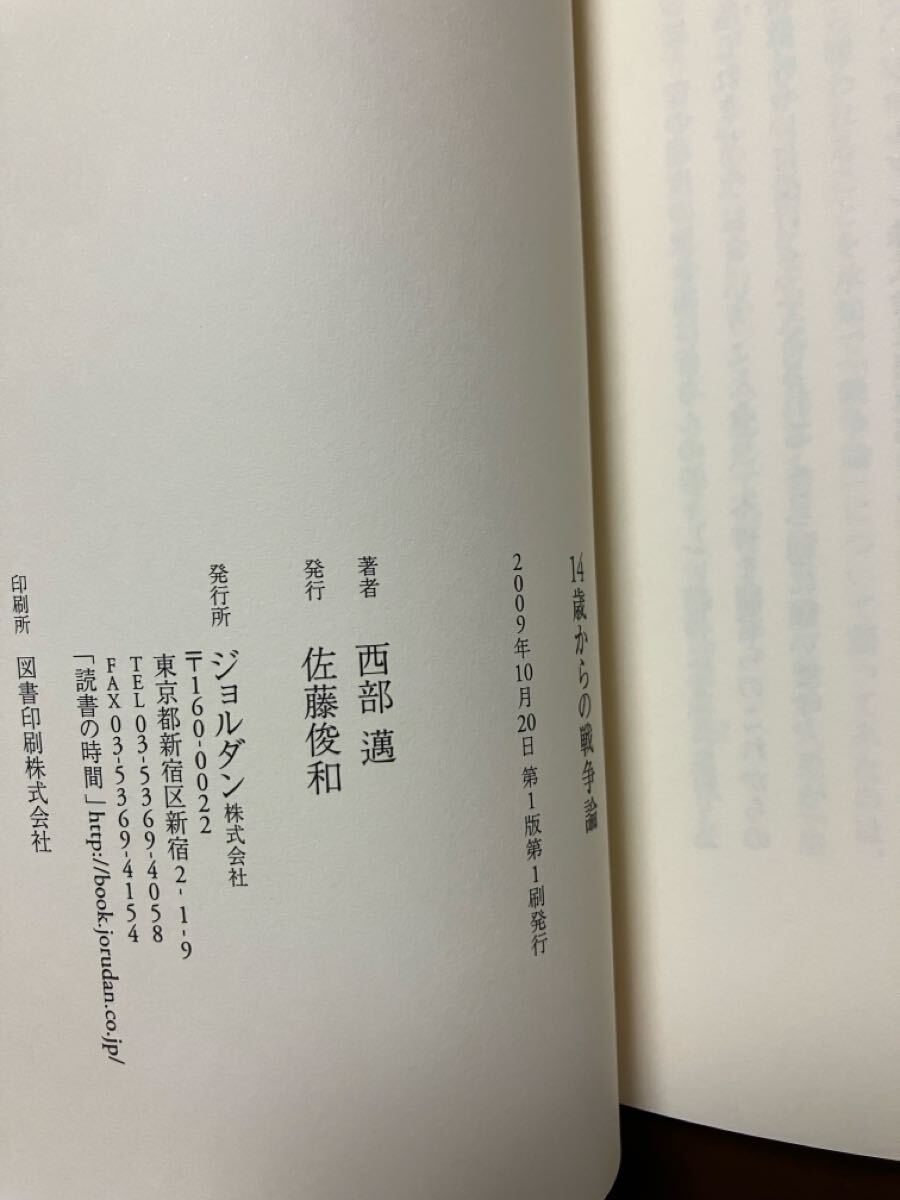 14歳からの戦争論
2009年10月20日 第1版第1刷発行
著者 西部 邁
発行 佐藤俊和
発行所 ジョルダン株式会社
〒160-0022
東京都新宿区新宿2-1-9
TEL 03-5369-4058
FAX 03-5369-4154
「読書の時間」http://book.jorudan.co.jp/
印刷所 図書印刷株式会社